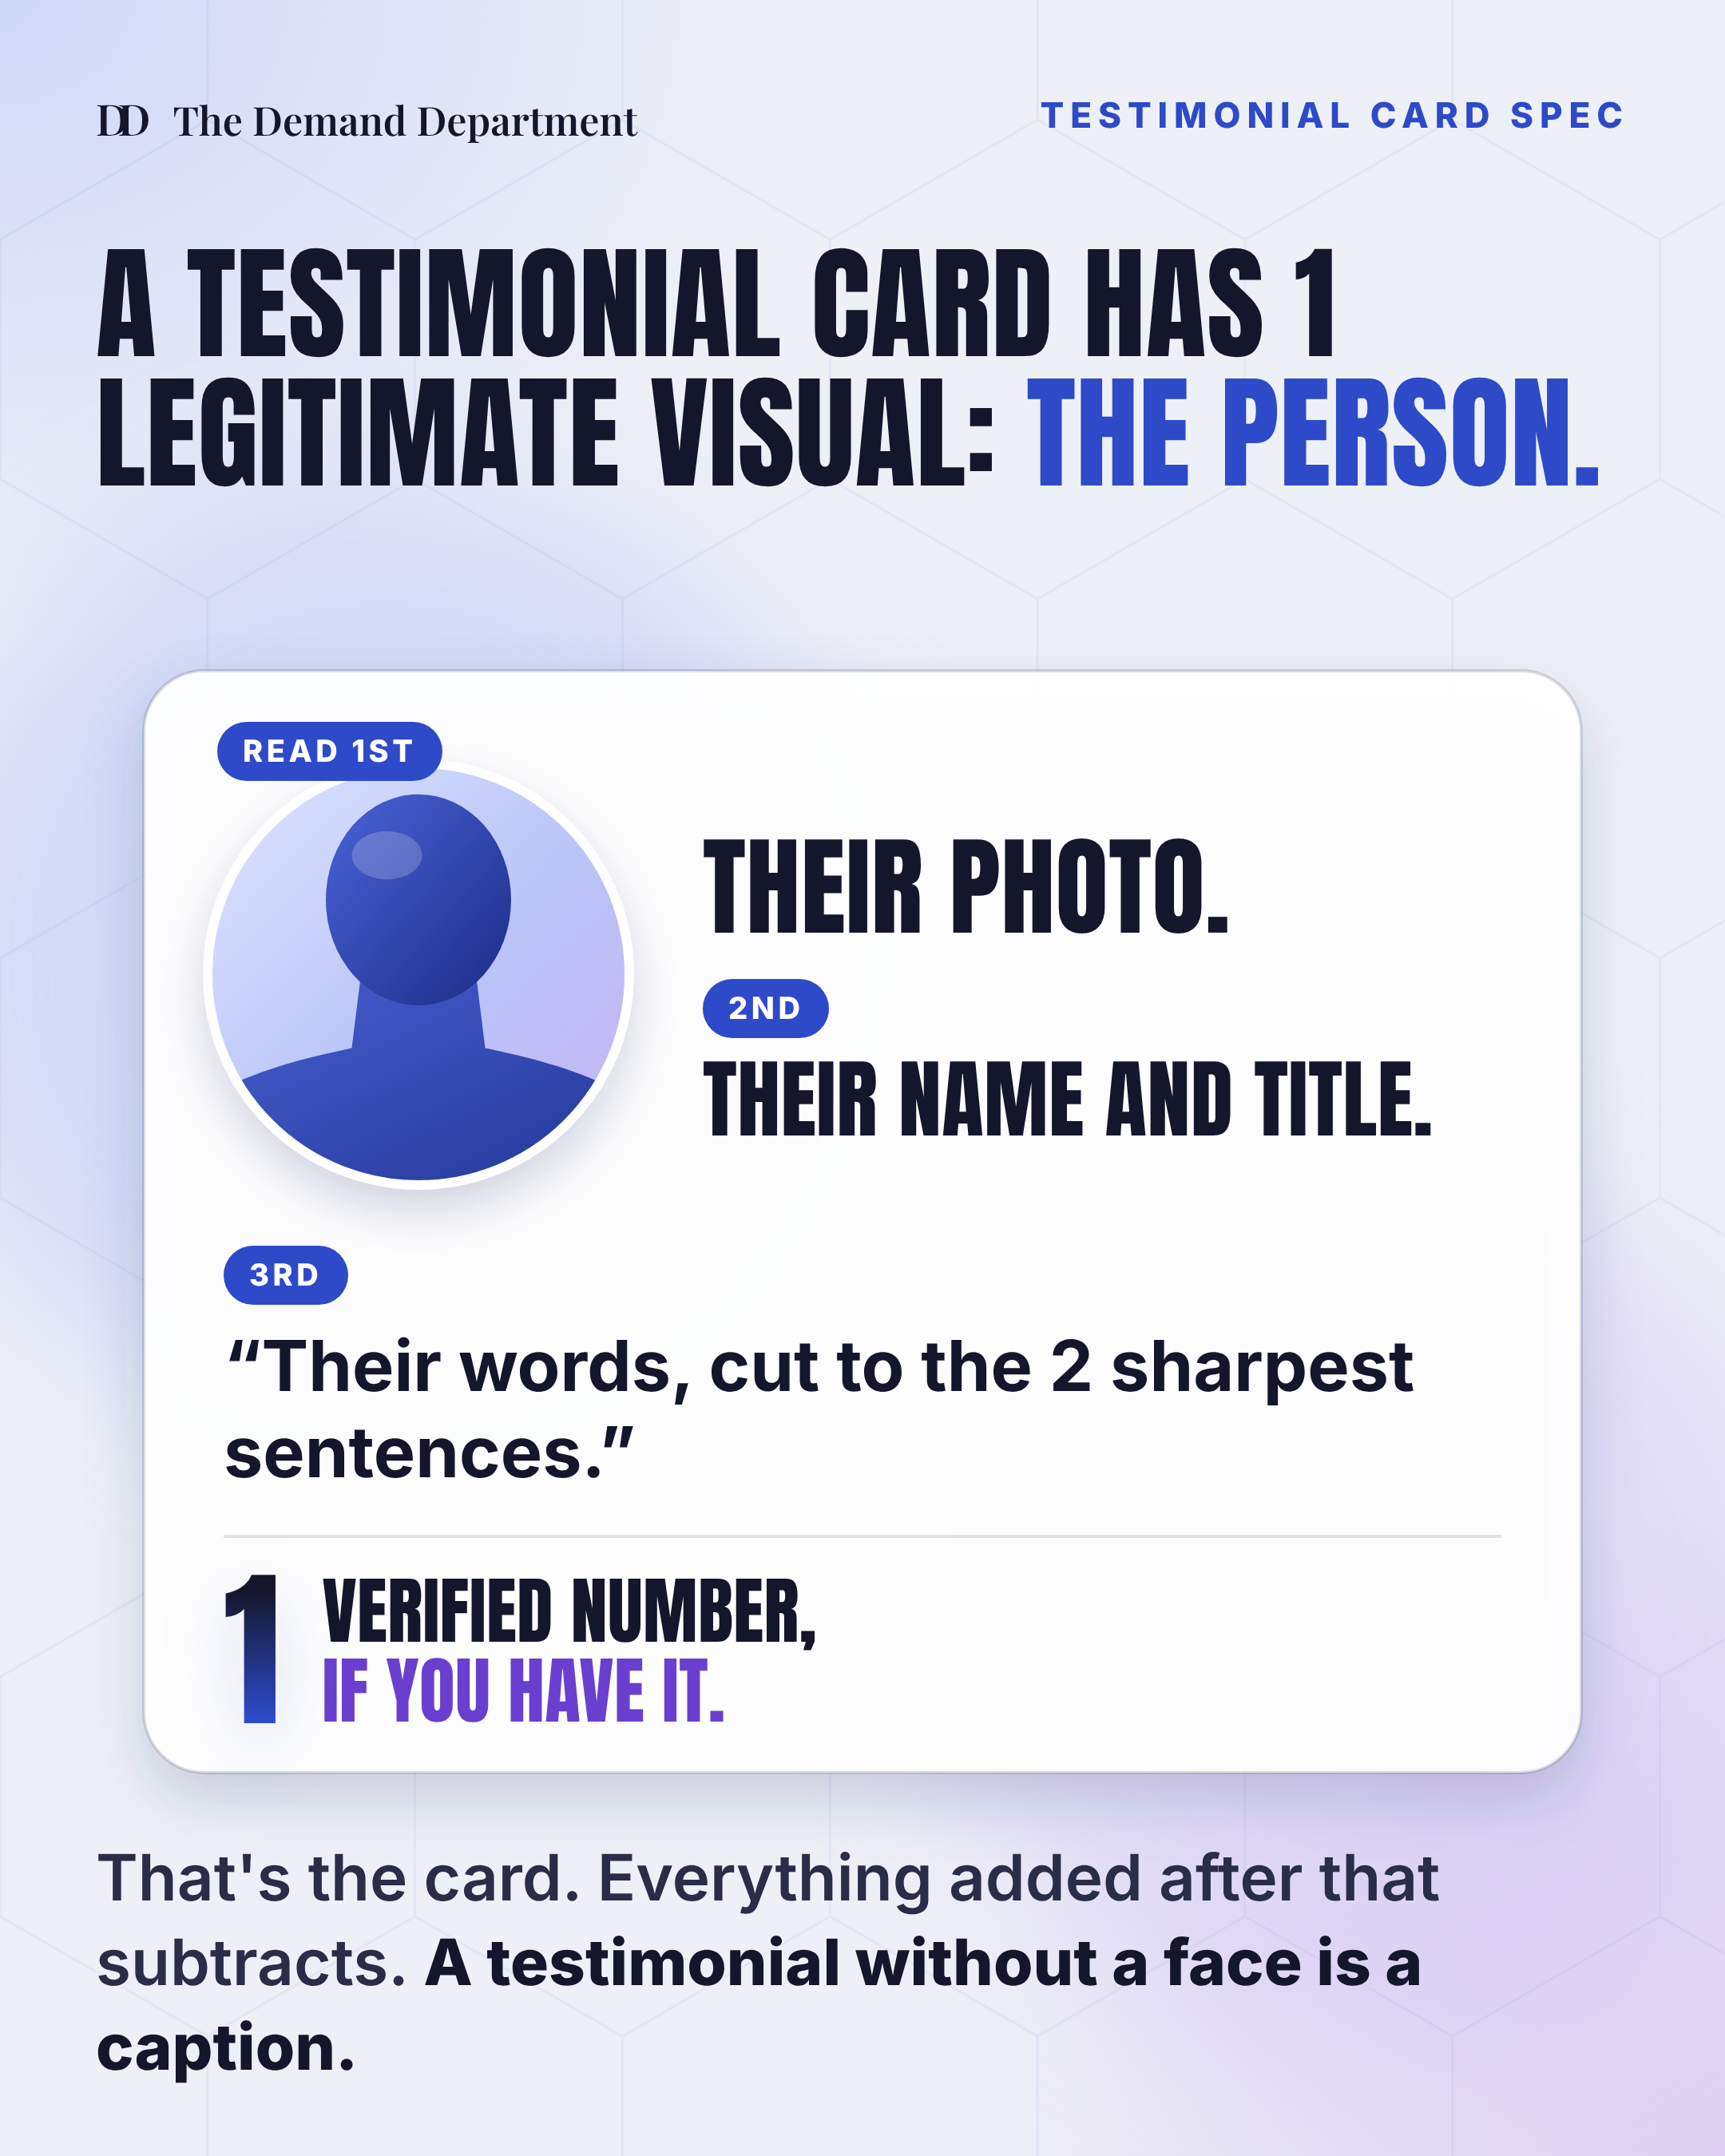 DD The Demand Department
TESTIMONIAL CARD SPEC
A TESTIMONIAL CARD HAS 1
LEGITIMATE VISUAL: THE PERSON.
READ 1ST
THEIR PHOTO.
2ND
THEIR NAME AND TITLE.
3RD
“Their words, cut to the 2 sharpest
sentences.”
1 VERIFIED NUMBER,
IF YOU HAVE IT.
That's the card. Everything added after that
subtracts. A testimonial without a face is a
caption.